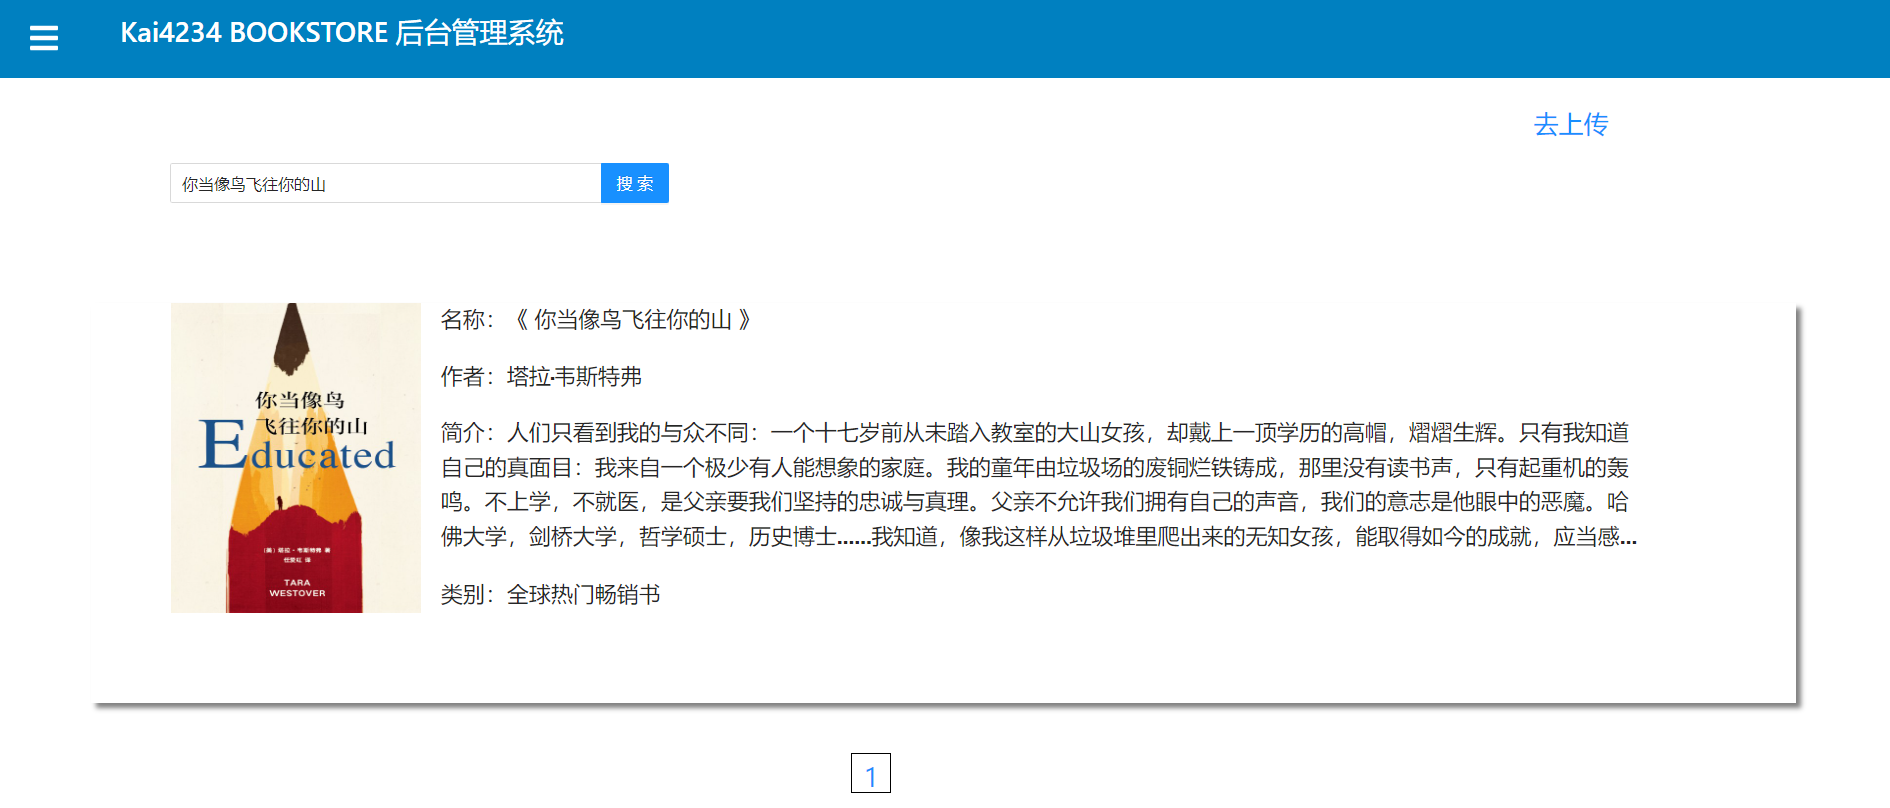 Kai4234 BOOKSTORE 后台管理系统
去上传
你当像鸟飞往你的山
搜 索
你当像鸟
飞往你的山
Educated
(美) 塔拉·韦斯特弗 著
任爱红 译
TARA
WESTOVER
名称：《 你当像鸟飞往你的山 》
作者：塔拉·韦斯特弗
简介：人们只看到我的与众不同：一个十七岁前从未踏入教室的大山女孩，却戴上一顶学历的高帽，熠熠生辉。只有我知道
自己的真面目：我来自一个极少有人能想象的家庭。我的童年由垃圾场的废铜烂铁铸成，那里没有读书声，只有起重机的轰
鸣。不上学，不就医，是父亲要我们坚持的忠诚与真理。父亲不允许我们拥有自己的声音，我们的意志是他眼中的恶魔。哈
佛大学，剑桥大学，哲学硕士，历史博士……我知道，像我这样从垃圾堆里爬出来的无知女孩，能取得如今的成就，应当感...
类别：全球热门畅销书
1